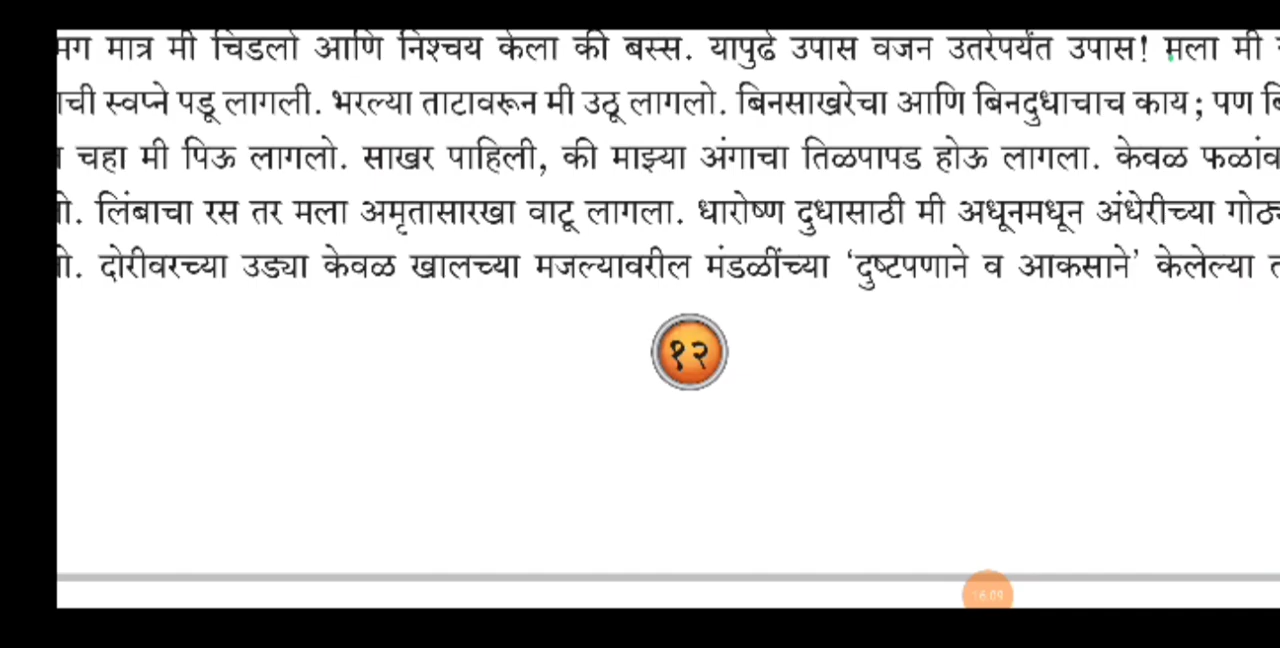 मग मात्र मी चिडलो आणि निश्चय केला की बस्स. यापुढे उपास वजन उतरेपर्यंत उपास! मला मी
ची स्वप्ने पडू लागली. भरल्या ताटावरून मी उठू लागलो. बिनसाखरेचा आणि बिनदुधाचाच काय; पण
चहा मी पिऊ लागलो. साखर पाहिली, की माझ्या अंगाचा तिळपापड होऊ लागला. केवळ फळांव
लिंबाचा रस तर मला अमृतासारखा वाटू लागला. धारोष्ण दुधासाठी मी अधूनमधून अंधेरीच्या
दोरीवरच्या उड्या केवळ खालच्या मजल्यावरील मंडळींच्या ‘दुष्टपणाने व आकसाने’ केलेल्या
१२
16:09